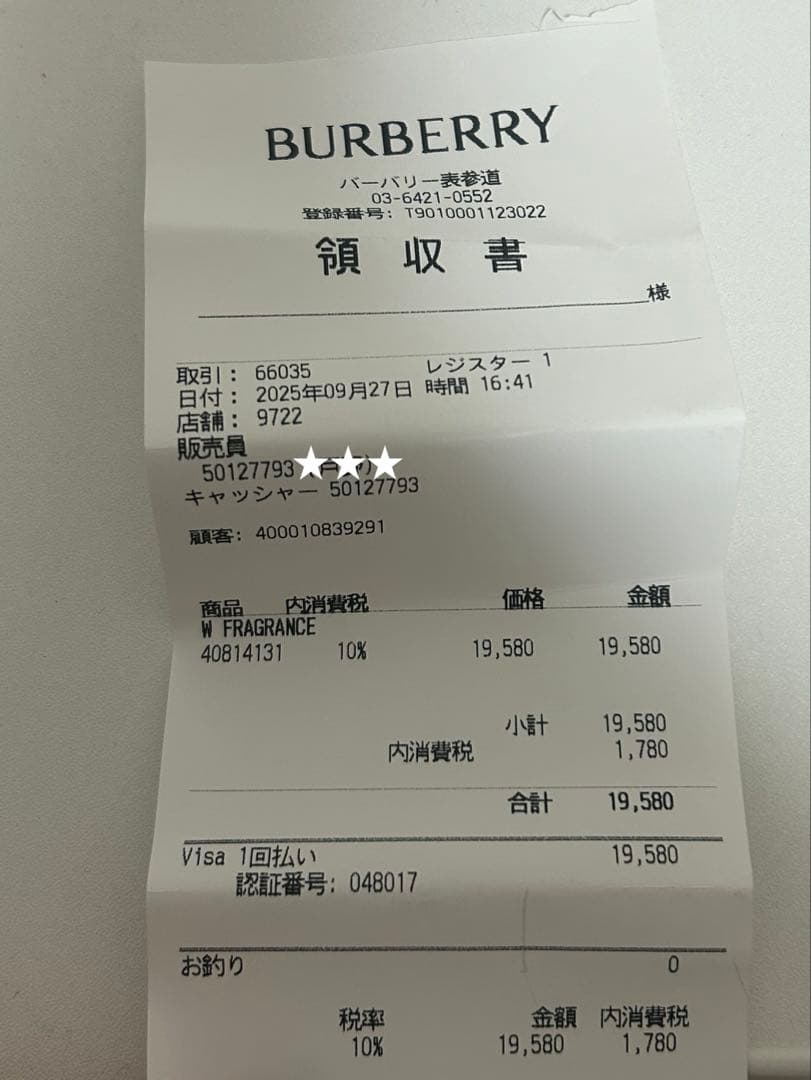 BURBERRY
バーバリー表参道
03-6421-0552
登録番号: T9010001123022
領 収 書
様
取引: 66035 レジスター 1
日付: 2025年09月27日 時間 16:41
店舗: 9722
販売員
50127793
キャッシャー 50127793
顧客: 400010839291
商品 内消費税 価格 金額
W FRAGRANCE
40814131 10% 19,580 19,580
小計 19,580
内消費税 1,780
合計 19,580
Visa 1回払い 19,580
認証番号: 048017
お釣り 0
税率 金額 内消費税
10% 19,580 1,780